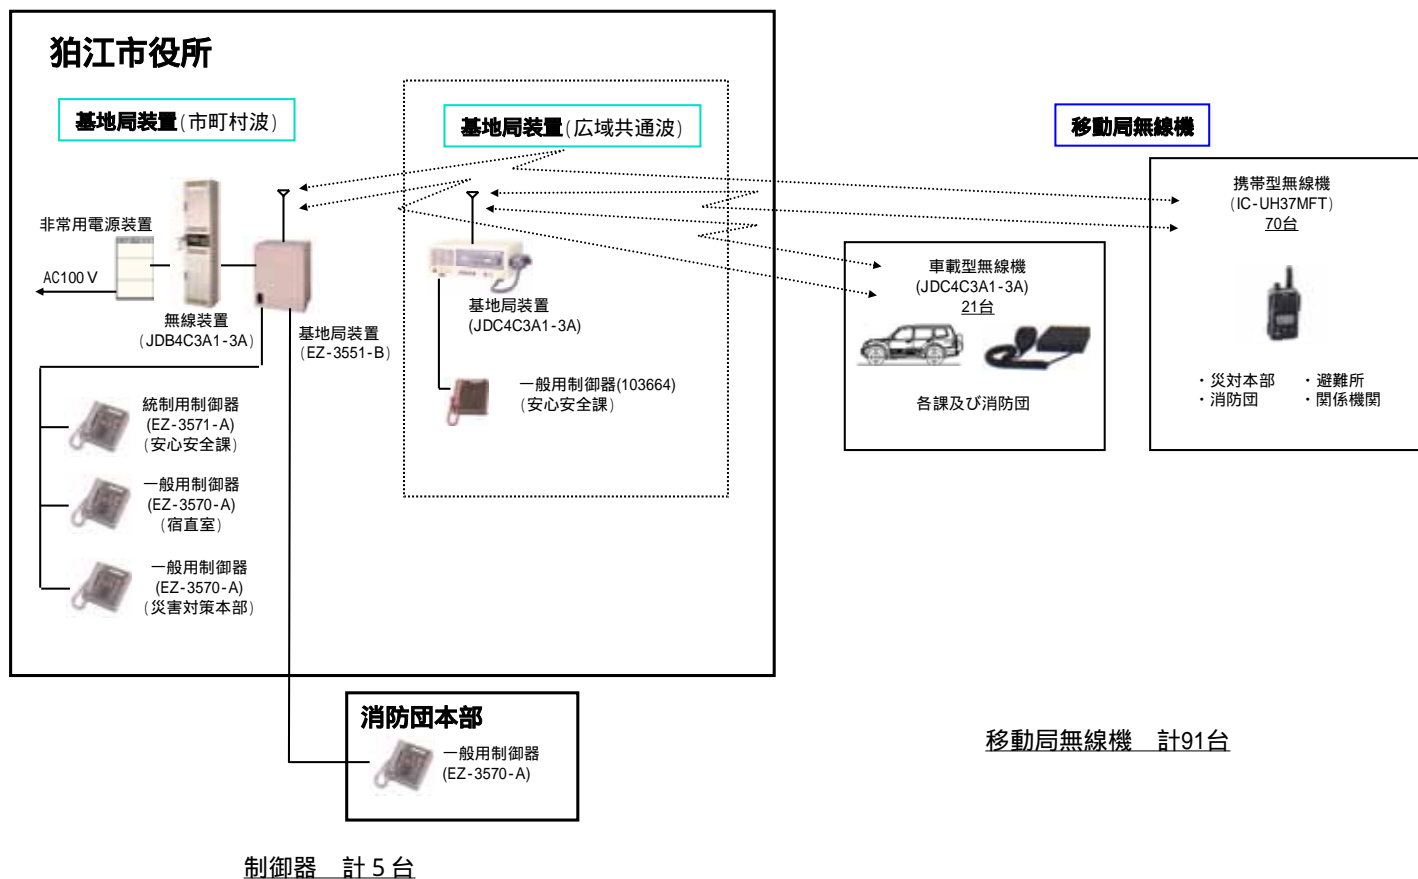 狛江市役所
基地局装置(市町村波)
非常用電源装置
AC100V
無線装置
(JDB4C3A1-3A)
基地局装置
(EZ-3551-B)
統制用制御器
(EZ-3571-A)
(安心安全課)
一般用制御器
(EZ-3570-A)
(宿直室)
一般用制御器
(EZ-3570-A)
(災害対策本部)
基地局装置(広域共通波)
基地局装置
(JDC4C3A1-3A)
一般用制御器(103664)
(安心安全課)
移動局無線機
車載型無線機
(JDC4C3A1-3A)
21台
各課及び消防団
携帯型無線機
(IC-UH37MFT)
70台
・災対本部 ・避難所
・消防団 ・関係機関
消防団本部
一般用制御器
(EZ-3570-A)
移動局無線機 計91台
制御器 計5台